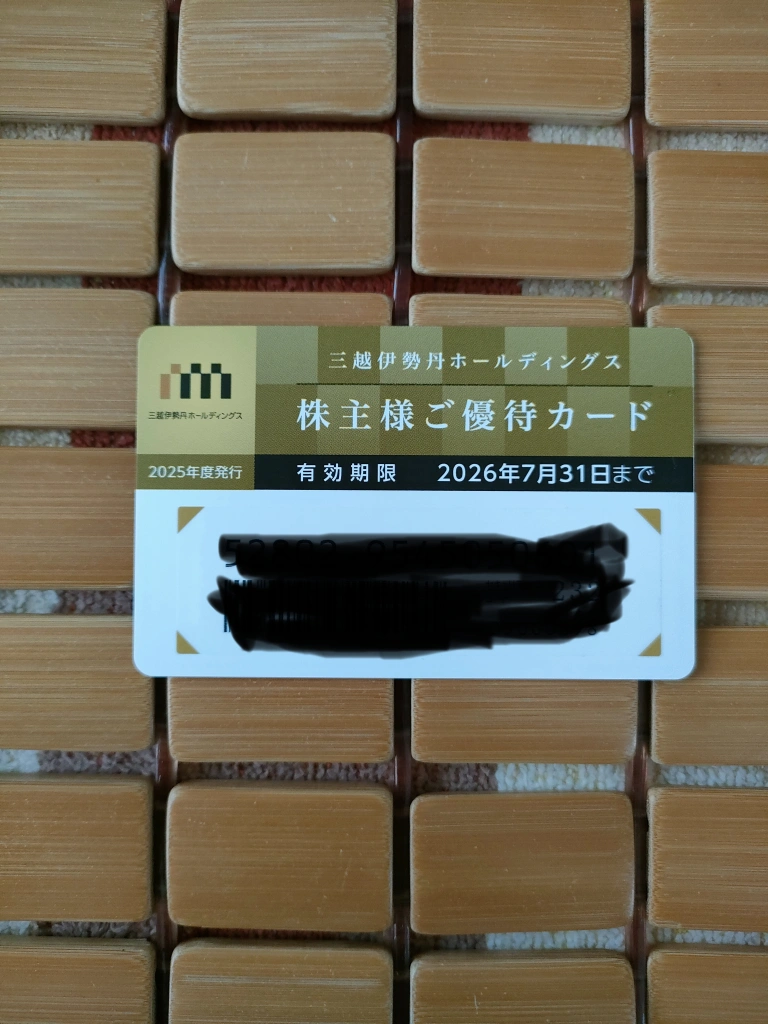 三越伊勢丹ホールディングス
三越伊勢丹ホールディングス
株主様ご優待カード
2025年度発行
有効期限 2026年7月31日まで